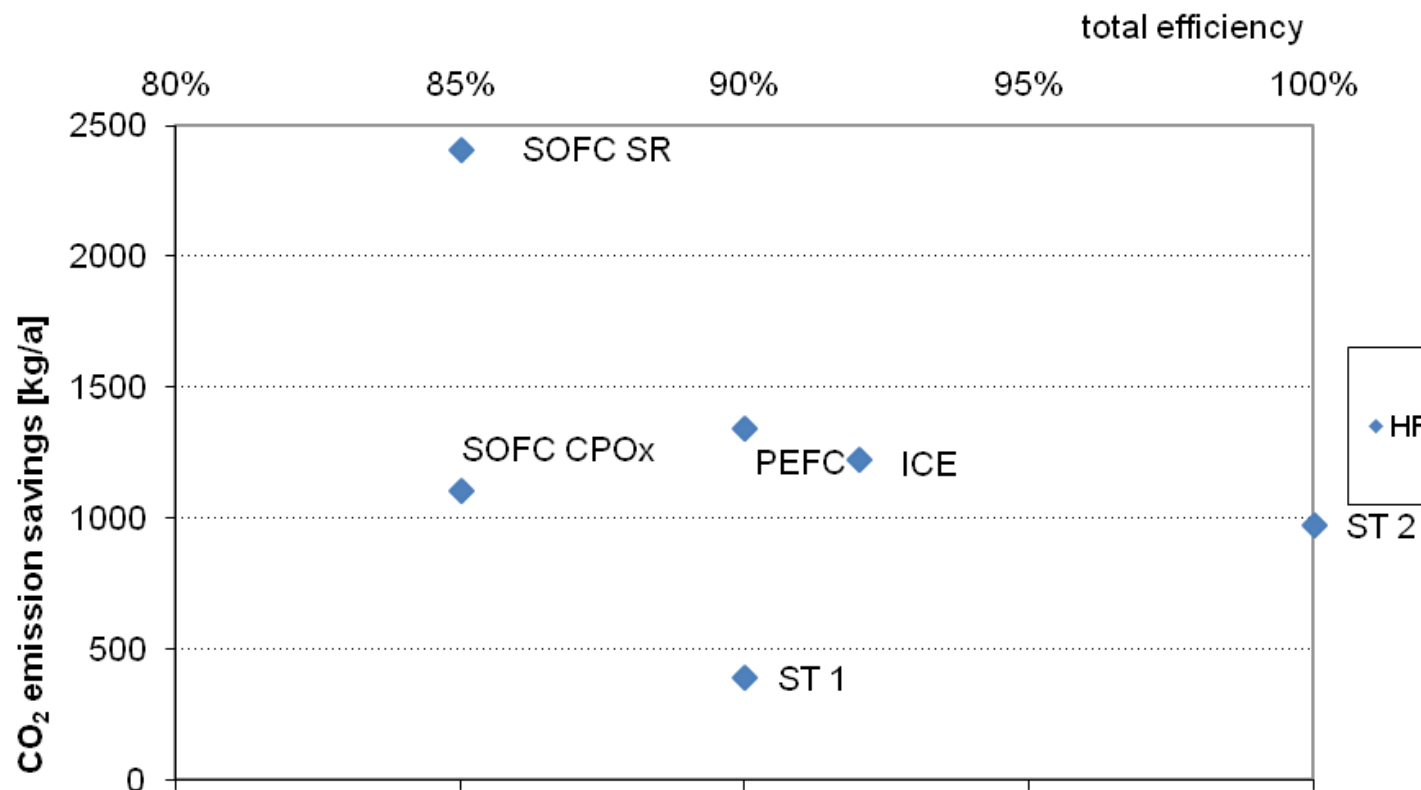 total efficiency
80% 85% 90% 95% 100%
2500
SOFC SR
2000
1500
SOFC CPOx
PEFC
ICE
1000
ST 2
500
ST 1
0
CO₂ emission savings [kg/a]